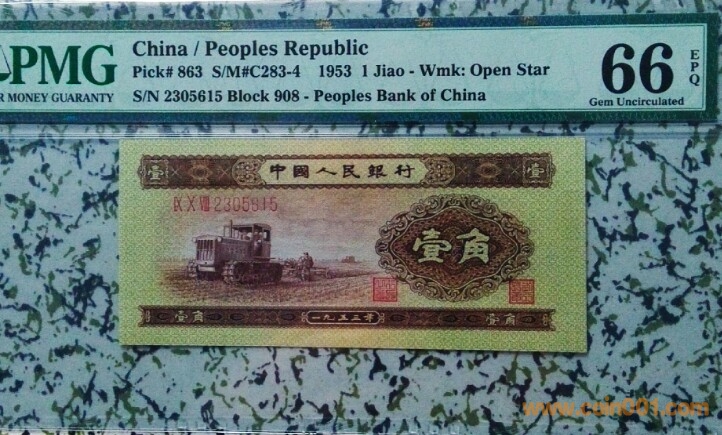 PMG
R MONEY GUARANTY
China / Peoples Republic
Pick# 863 S/M#C283-4 1953 1 Jiao - Wmk: Open Star
S/N 2305615 Block 908 - Peoples Bank of China
66 EPQ
Gem Uncirculated
壹 中國人民銀行 壹
IX X VIII 2305615
壹角
壹角 一九五三年 壹角
www.coin001.com